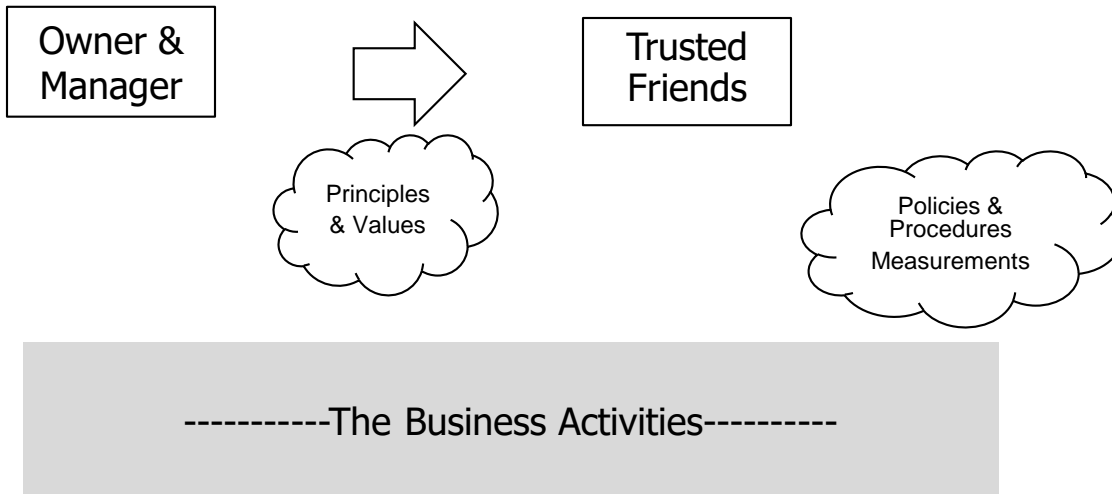 Owner &
Manager
Trusted
Friends
Principles
& Values
Policies &
Procedures
Measurements
-----------The Business Activities----------